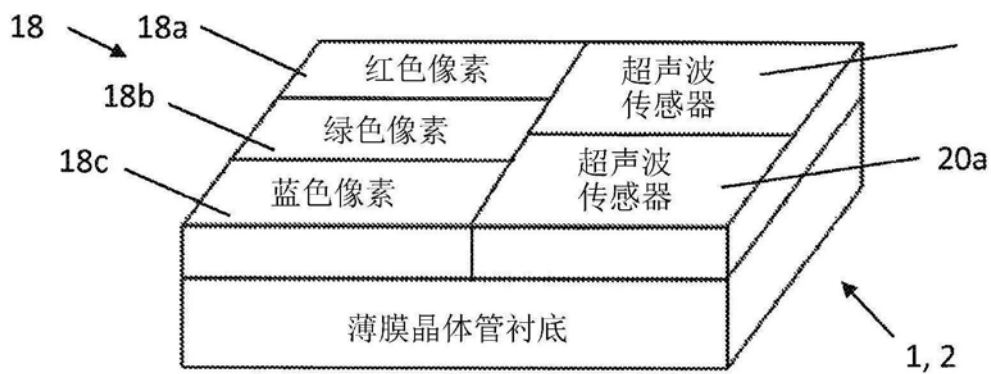 18
18a
红色像素
超声波
传感器
18b
绿色像素
18c
蓝色像素
超声波
传感器
20a
薄膜晶体管衬底
1, 2